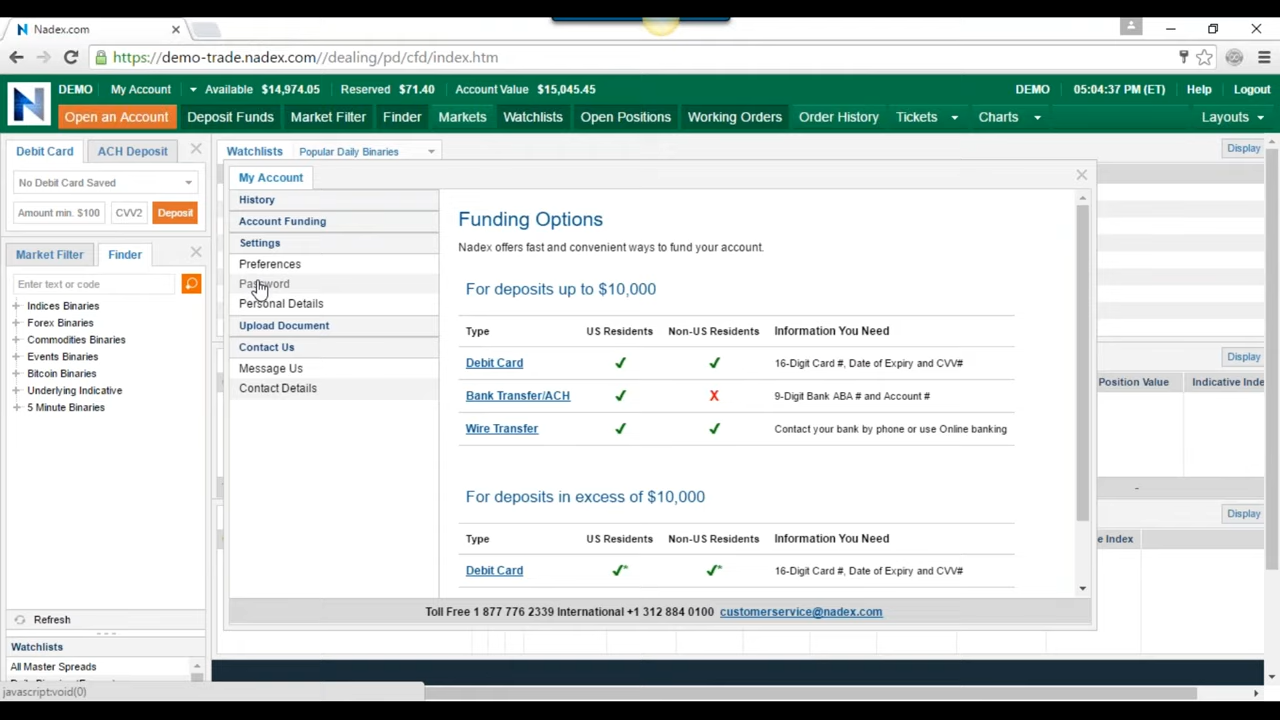 Nadex.com
https://demo-trade.nadex.com//dealing/pd/cfd/index.htm
DEMO My Account Available $14,974.05 Reserved $71.40 Account Value $15,045.45 DEMO 05:04:37 PM (ET) Help Logout
Open an Account Deposit Funds Market Filter Finder Markets Watchlists Open Positions Working Orders Order History Tickets Charts Layouts
Debit Card ACH Deposit
No Debit Card Saved
Amount min. $100 CVV2 Deposit
Market Filter Finder
Enter text or code
Indices Binaries
Forex Binaries
Commodities Binaries
Events Binaries
Bitcoin Binaries
Underlying Indicative
5 Minute Binaries
Refresh
Watchlists
All Master Spreads
javascript:void(0)
Watchlists Popular Daily Binaries Display
My Account
History
Account Funding
Settings
Preferences
Password
Personal Details
Upload Document
Contact Us
Message Us
Contact Details
Funding Options
Nadex offers fast and convenient ways to fund your account.
For deposits up to $10,000
Type US Residents Non-US Residents Information You Need
Debit Card ✔ ✔ 16-Digit Card #, Date of Expiry and CVV#
Bank Transfer/ACH ✔ X 9-Digit Bank ABA # and Account #
Wire Transfer ✔ ✔ Contact your bank by phone or use Online banking
For deposits in excess of $10,000
Type US Residents Non-US Residents Information You Need
Debit Card ✔* ✔* 16-Digit Card #, Date of Expiry and CVV#
Toll Free 1 877 776 2339 International +1 312 884 0100 customerservice@nadex.com
Display
Position Value Indicative Inde
-
Display
e Index